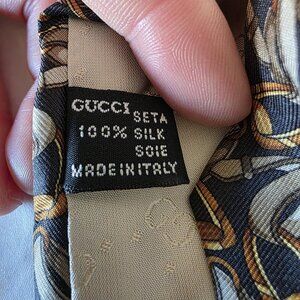 GUCCI SETA
100% SILK
SOIE
MADE IN ITALY